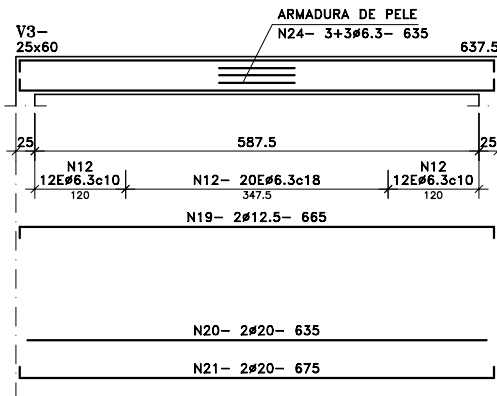 ARMADURA DE PELE
N24- 3+3ø6.3- 635
V3-
25x60
637.5
25
587.5
25
N12
12Eø6.3c10
N12- 20Eø6.3c18
N12
12Eø6.3c10
120
347.5
120
N19- 2ø12.5- 665
N20- 2ø20- 635
N21- 2ø20- 675